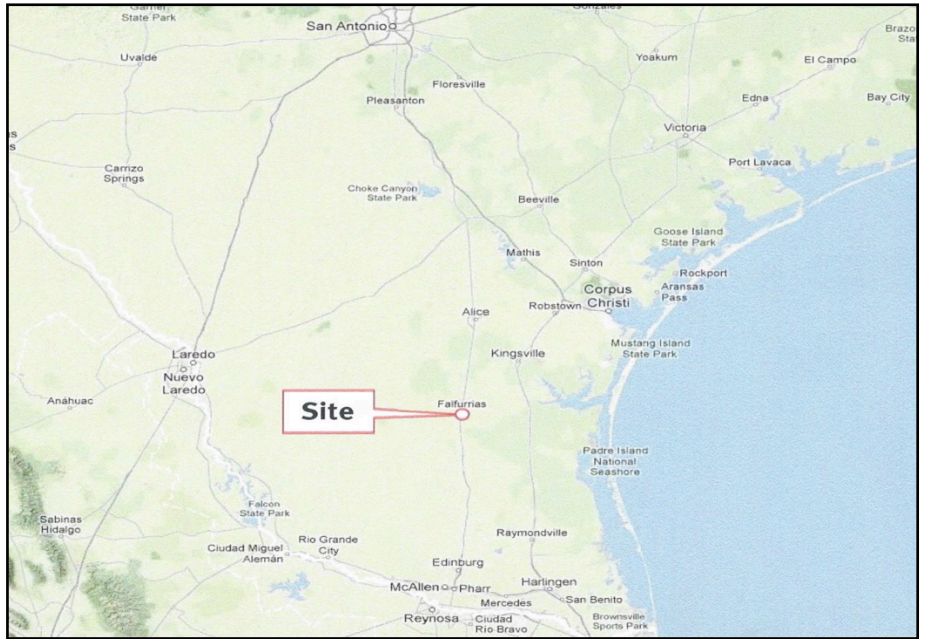 Garner
State Park
Gonzales
San Antonio
Brazo
Sta
Uvalde
Yoakum
El Campo
Floresville
Pleasanton
Edna
Bay City
Victoria
Port Lavaca
Carrizo
Springs
Choke Canyon
State Park
Beeville
Goose Island
State Park
Mathis
Sinton
Rockport
Corpus
Christi
Aransas
Pass
Robstown
Alice
Mustang Island
State Park
Laredo
Kingsville
Nuevo
Laredo
Anáhuac
Falfurrias
Site
Padre Island
National
Seashore
Falcon
State Park
Sabinas
Hidalgo
Raymondville
Rio Grande
City
Ciudad Miguel
Alemán
Edinburg
Harlingen
McAllen
Pharr
San Benito
Mercedes
Reynosa
Ciudad
Río Bravo
Brownsville
Sports Park